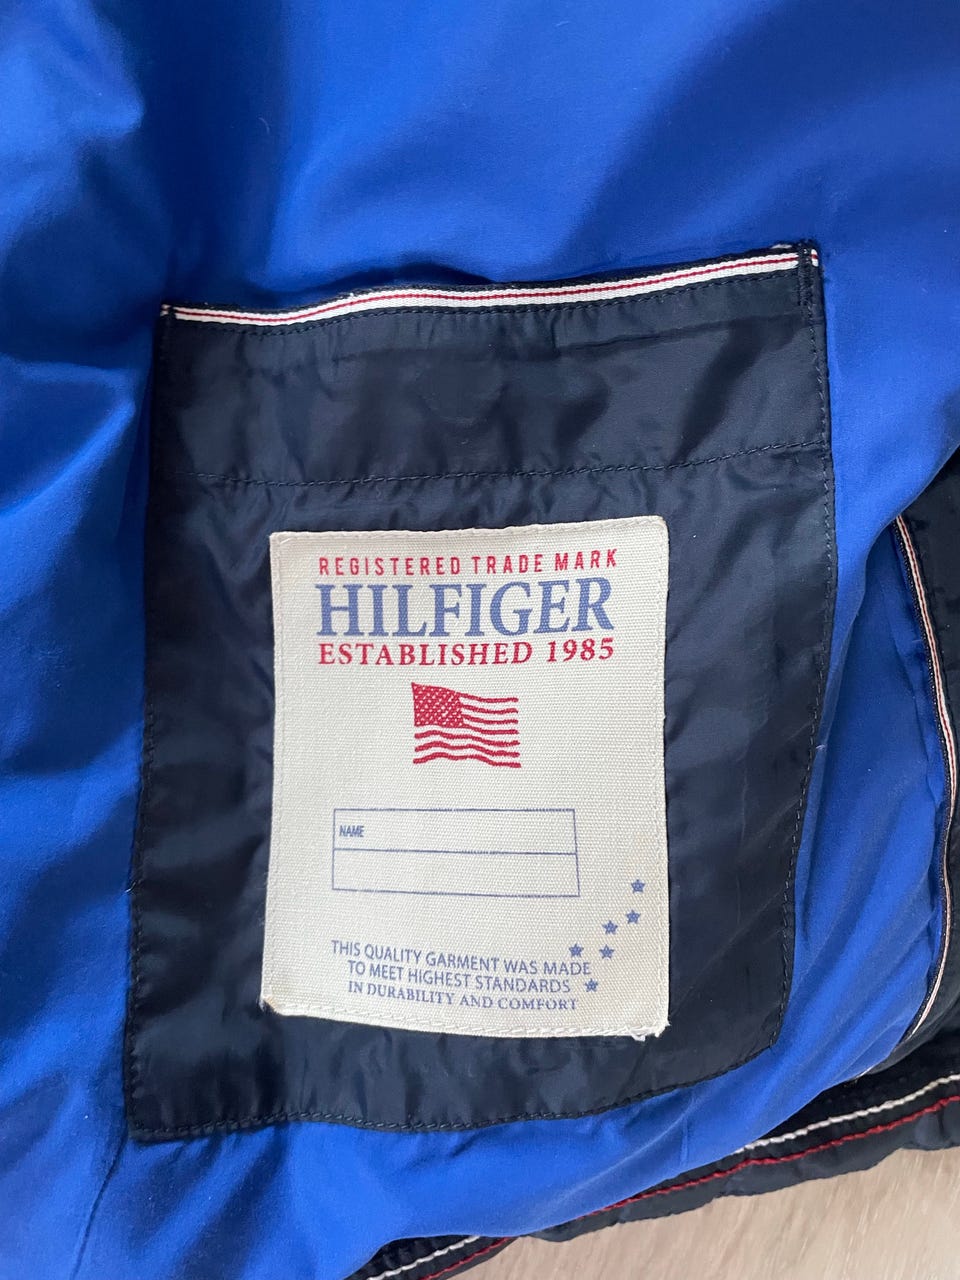 REGISTERED TRADE MARK
HILFIGER
ESTABLISHED 1985
NAME
THIS QUALITY GARMENT WAS MADE
TO MEET HIGHEST STANDARDS
IN DURABILITY AND COMFORT